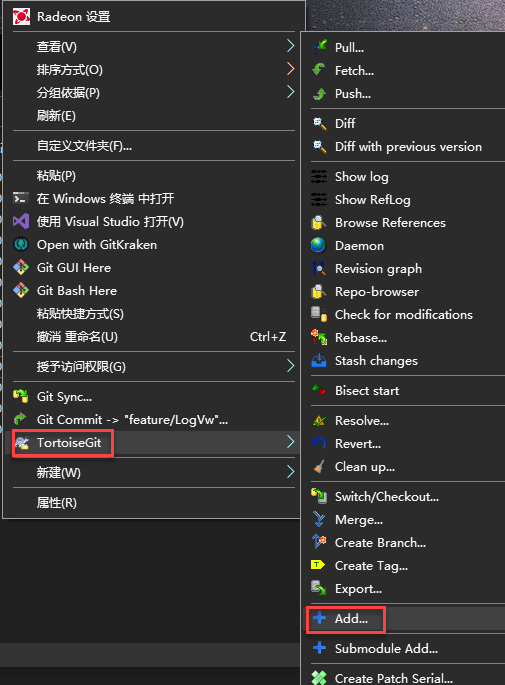 Radeon 设置
查看(V)
排序方式(O)
分组依据(P)
刷新(E)
自定义文件夹(F)...
粘贴(P)
在 Windows 终端 中打开
使用 Visual Studio 打开(V)
Open with GitKraken
Git GUI Here
Git Bash Here
粘贴快捷方式(S)
撤消 重命名(U) Ctrl+Z
授予访问权限(G)
Git Sync...
Git Commit -> "feature/LogVw"...
TortoiseGit
新建(W)
属性(R)
Pull...
Fetch...
Push...
Diff
Diff with previous version
Show log
Show RefLog
Browse References
Daemon
Revision graph
Repo-browser
Check for modifications
Rebase...
Stash changes
Bisect start
Resolve...
Revert...
Clean up...
Switch/Checkout...
Merge...
Create Branch...
Create Tag...
Export...
Add...
Submodule Add...
Create Patch Serial...